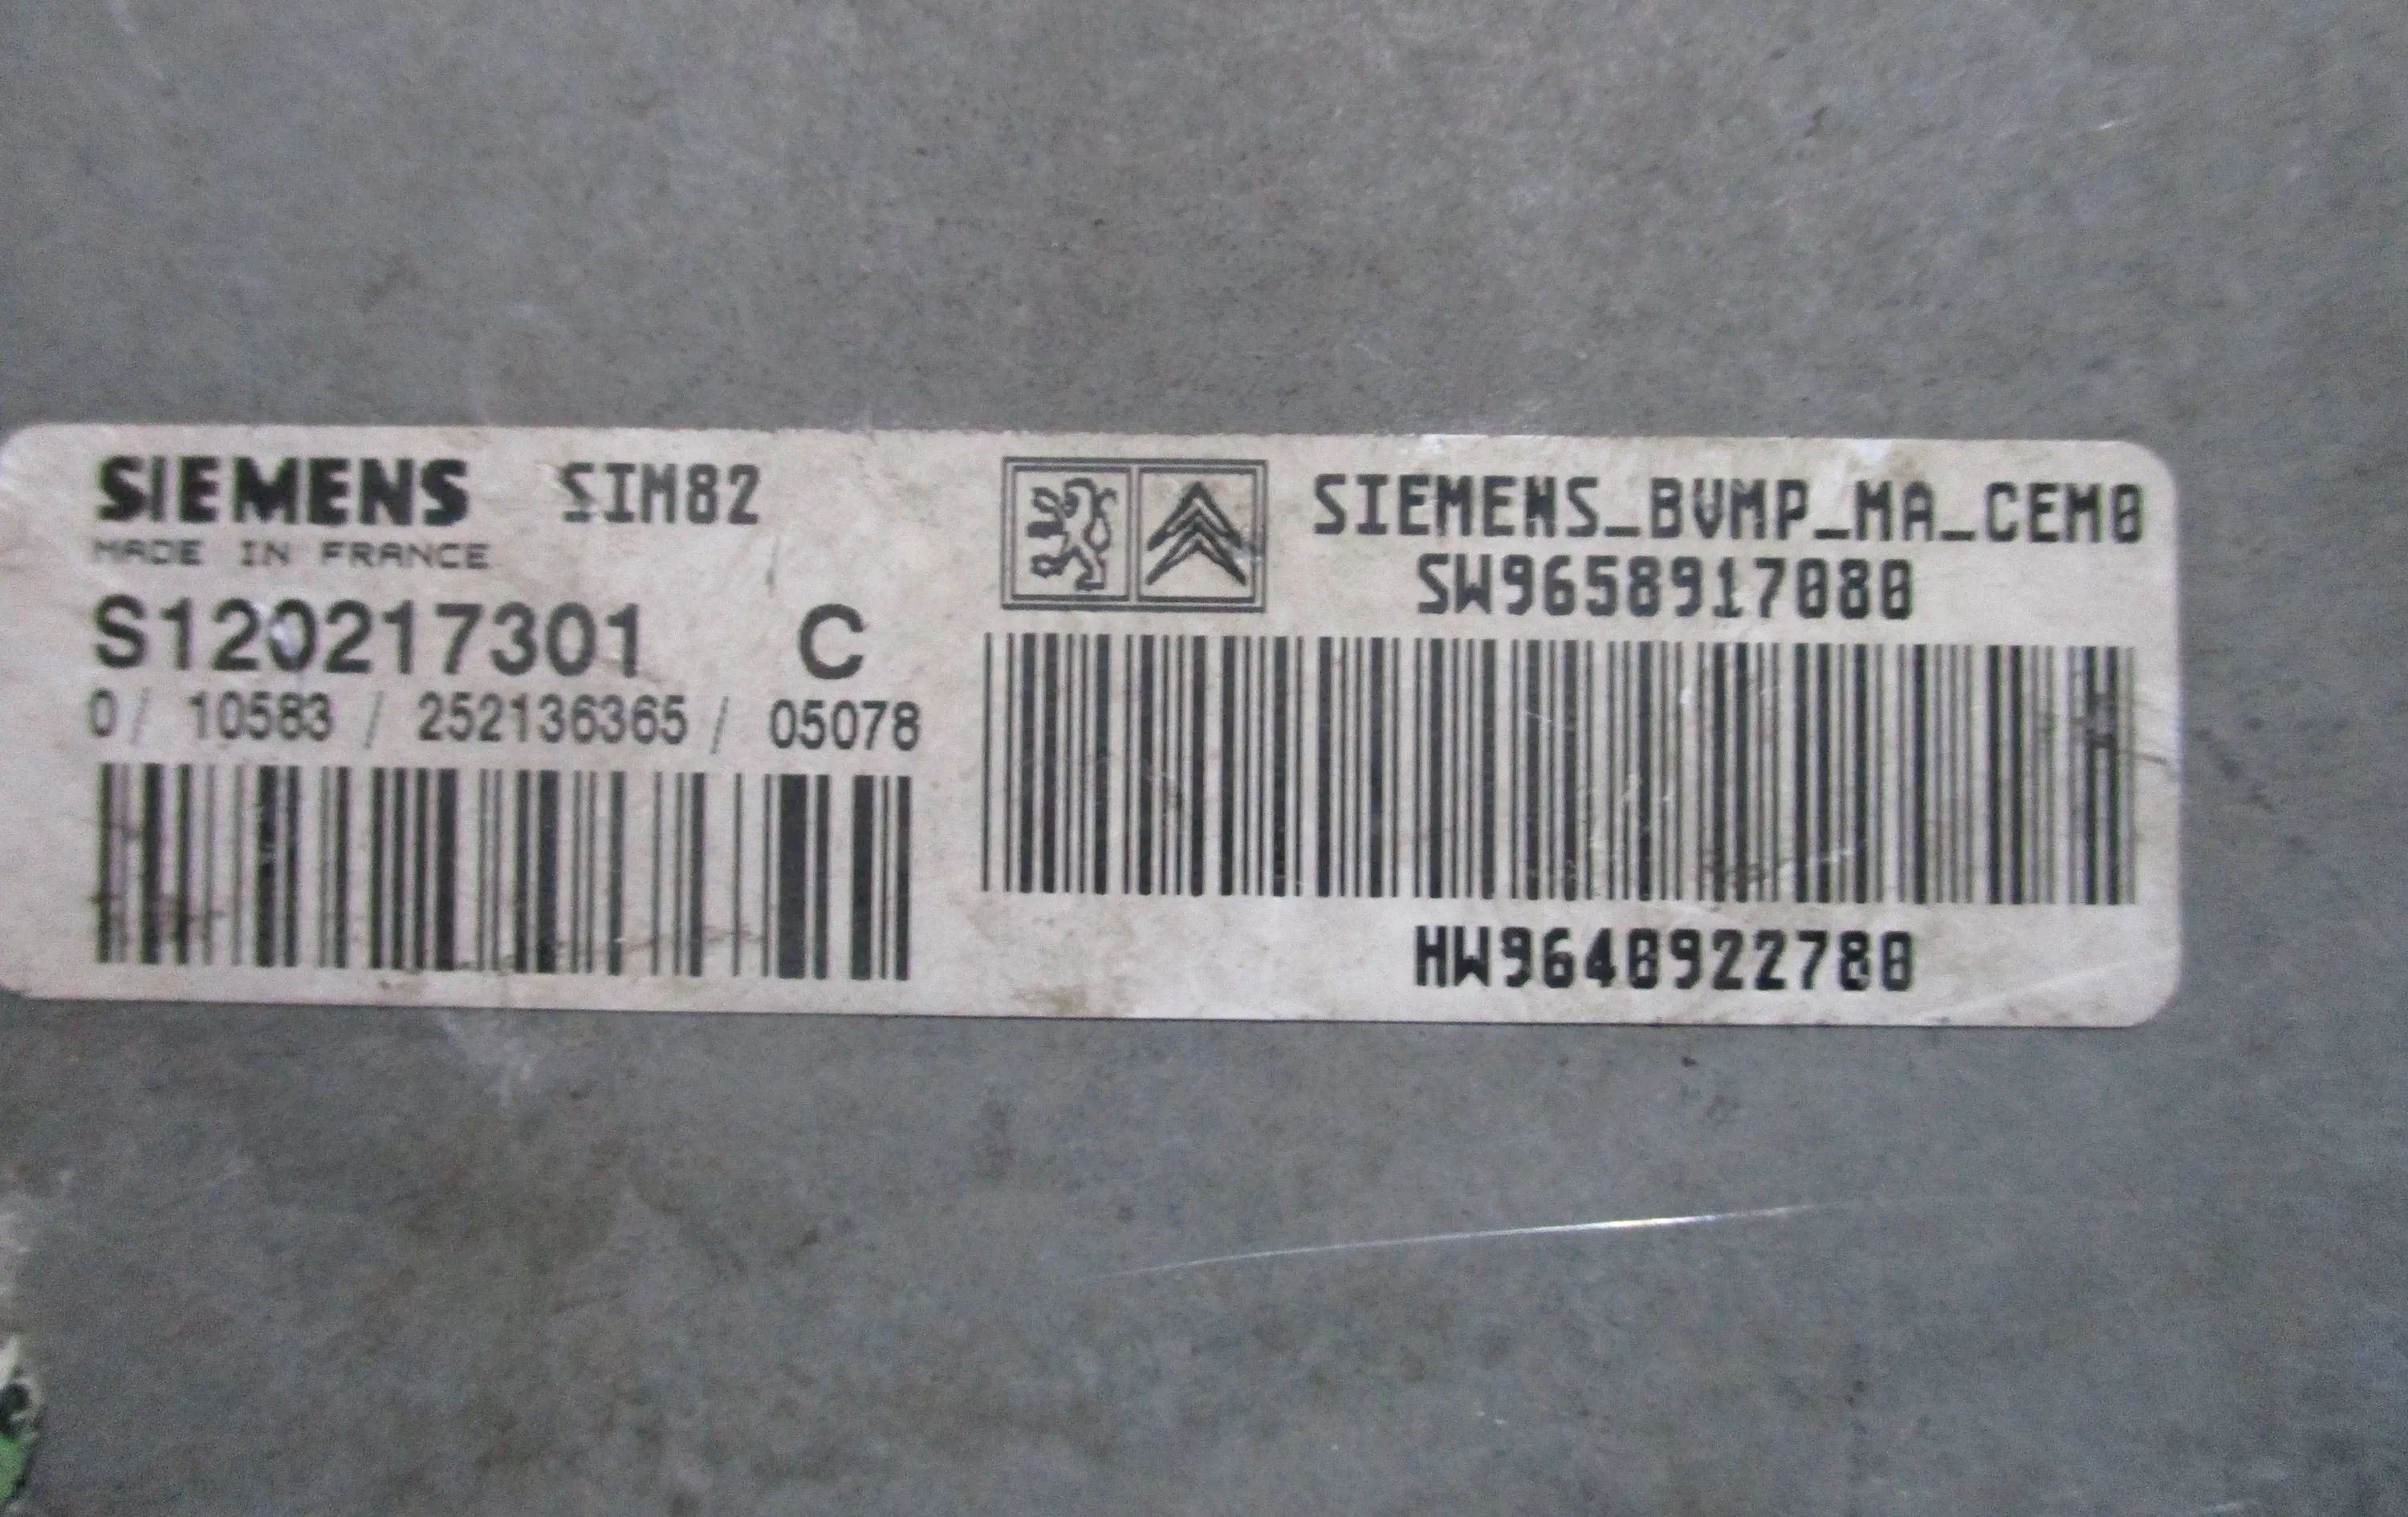 SIEMENS SIM82
MADE IN FRANCE
S120217301 C
0/ 10583 / 252136365 / 05078
SIEMENS_BVMP_MA_CEM0
SW9658917080
HW9640922780